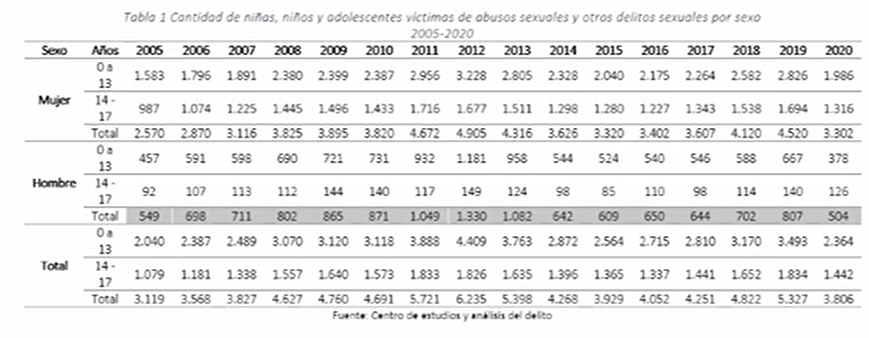 Tabla 1 Cantidad de niñas, niños y adolescentes víctimas de abusos sexuales y otros delitos sexuales por sexo
2005-2020
Sexo Años 2005 2006 2007 2008 2009 2010 2011 2012 2013 2014 2015 2016 2017 2018 2019 2020
Mujer 0 a 13 1.583 1.796 1.891 2.380 2.399 2.387 2.956 3.228 2.805 2.328 2.040 2.175 2.264 2.582 2.826 1.986
14 - 17 987 1.074 1.225 1.445 1.496 1.433 1.716 1.677 1.511 1.298 1.280 1.227 1.343 1.538 1.694 1.316
Total 2.570 2.870 3.116 3.825 3.895 3.820 4.672 4.905 4.316 3.626 3.320 3.402 3.607 4.120 4.520 3.302
Hombre 0 a 13 457 591 598 690 721 731 932 1.181 958 544 524 540 546 588 667 378
14 - 17 92 107 113 112 144 140 117 149 124 98 85 110 98 114 140 126
Total 549 698 711 802 865 871 1.049 1.330 1.082 642 609 650 644 702 807 504
Total 0 a 13 2.040 2.387 2.489 3.070 3.120 3.118 3.888 4.409 3.763 2.872 2.564 2.715 2.810 3.170 3.493 2.364
14 - 17 1.079 1.181 1.338 1.557 1.640 1.573 1.833 1.826 1.635 1.396 1.365 1.337 1.441 1.652 1.834 1.442
Total 3.119 3.568 3.827 4.627 4.760 4.691 5.721 6.235 5.398 4.268 3.929 4.052 4.251 4.822 5.327 3.806
Fuente: Centro de estudios y análisis del delito